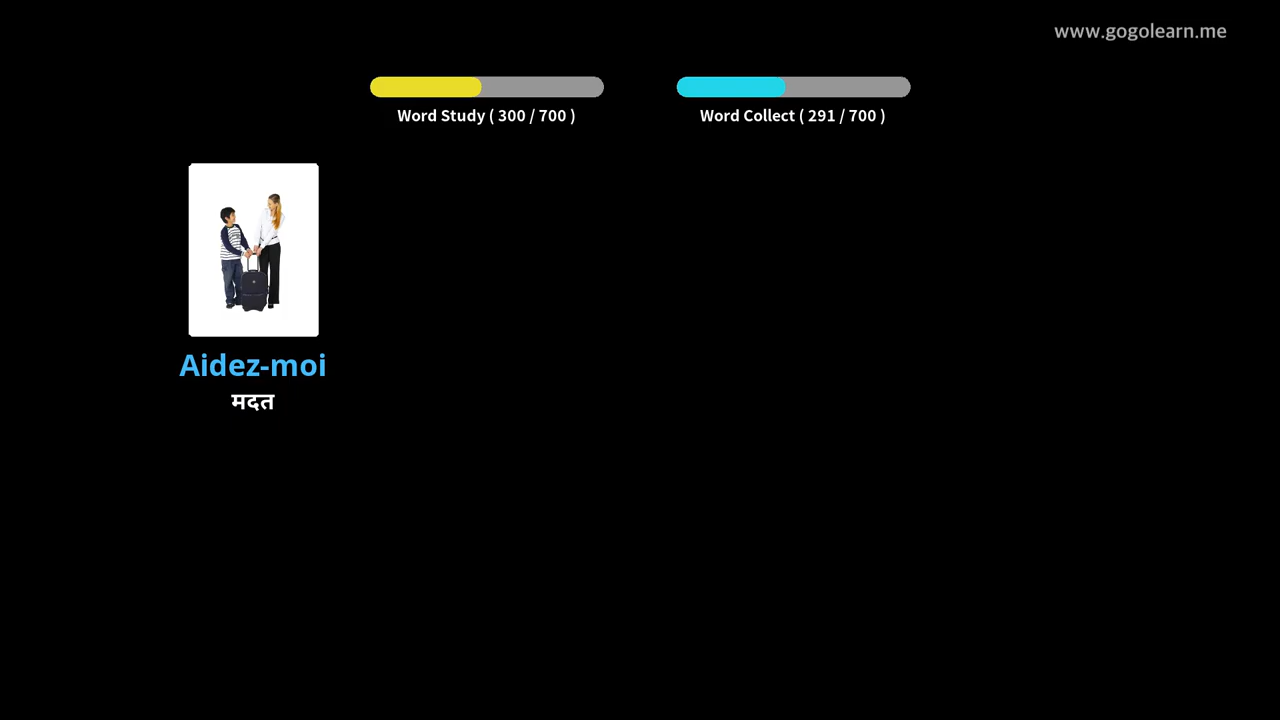 www.gogolearn.me
Word Study ( 300 / 700 )
Word Collect ( 291 / 700 )
Aidez-moi
मदत